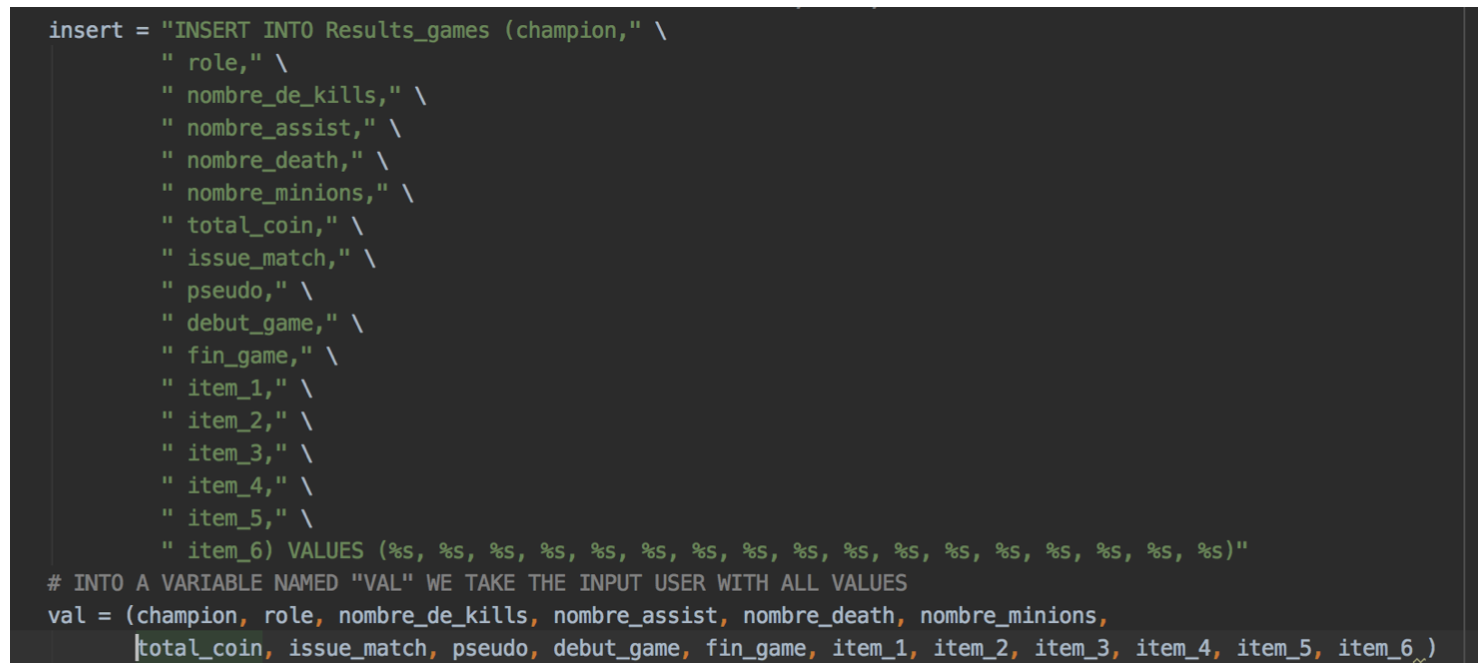 insert = "INSERT INTO Results_games (champion," \
" role," \
" nombre_de_kills," \
" nombre_assist," \
" nombre_death," \
" nombre_minions," \
" total_coin," \
" issue_match," \
" pseudo," \
" debut_game," \
" fin_game," \
" item_1," \
" item_2," \
" item_3," \
" item_4," \
" item_5," \
" item_6) VALUES (%s, %s, %s, %s, %s, %s, %s, %s, %s, %s, %s, %s, %s, %s, %s, %s, %s)"
# INTO A VARIABLE NAMED "VAL" WE TAKE THE INPUT USER WITH ALL VALUES
val = (champion, role, nombre_de_kills, nombre_assist, nombre_death, nombre_minions,
total_coin, issue_match, pseudo, debut_game, fin_game, item_1, item_2, item_3, item_4, item_5, item_6 )